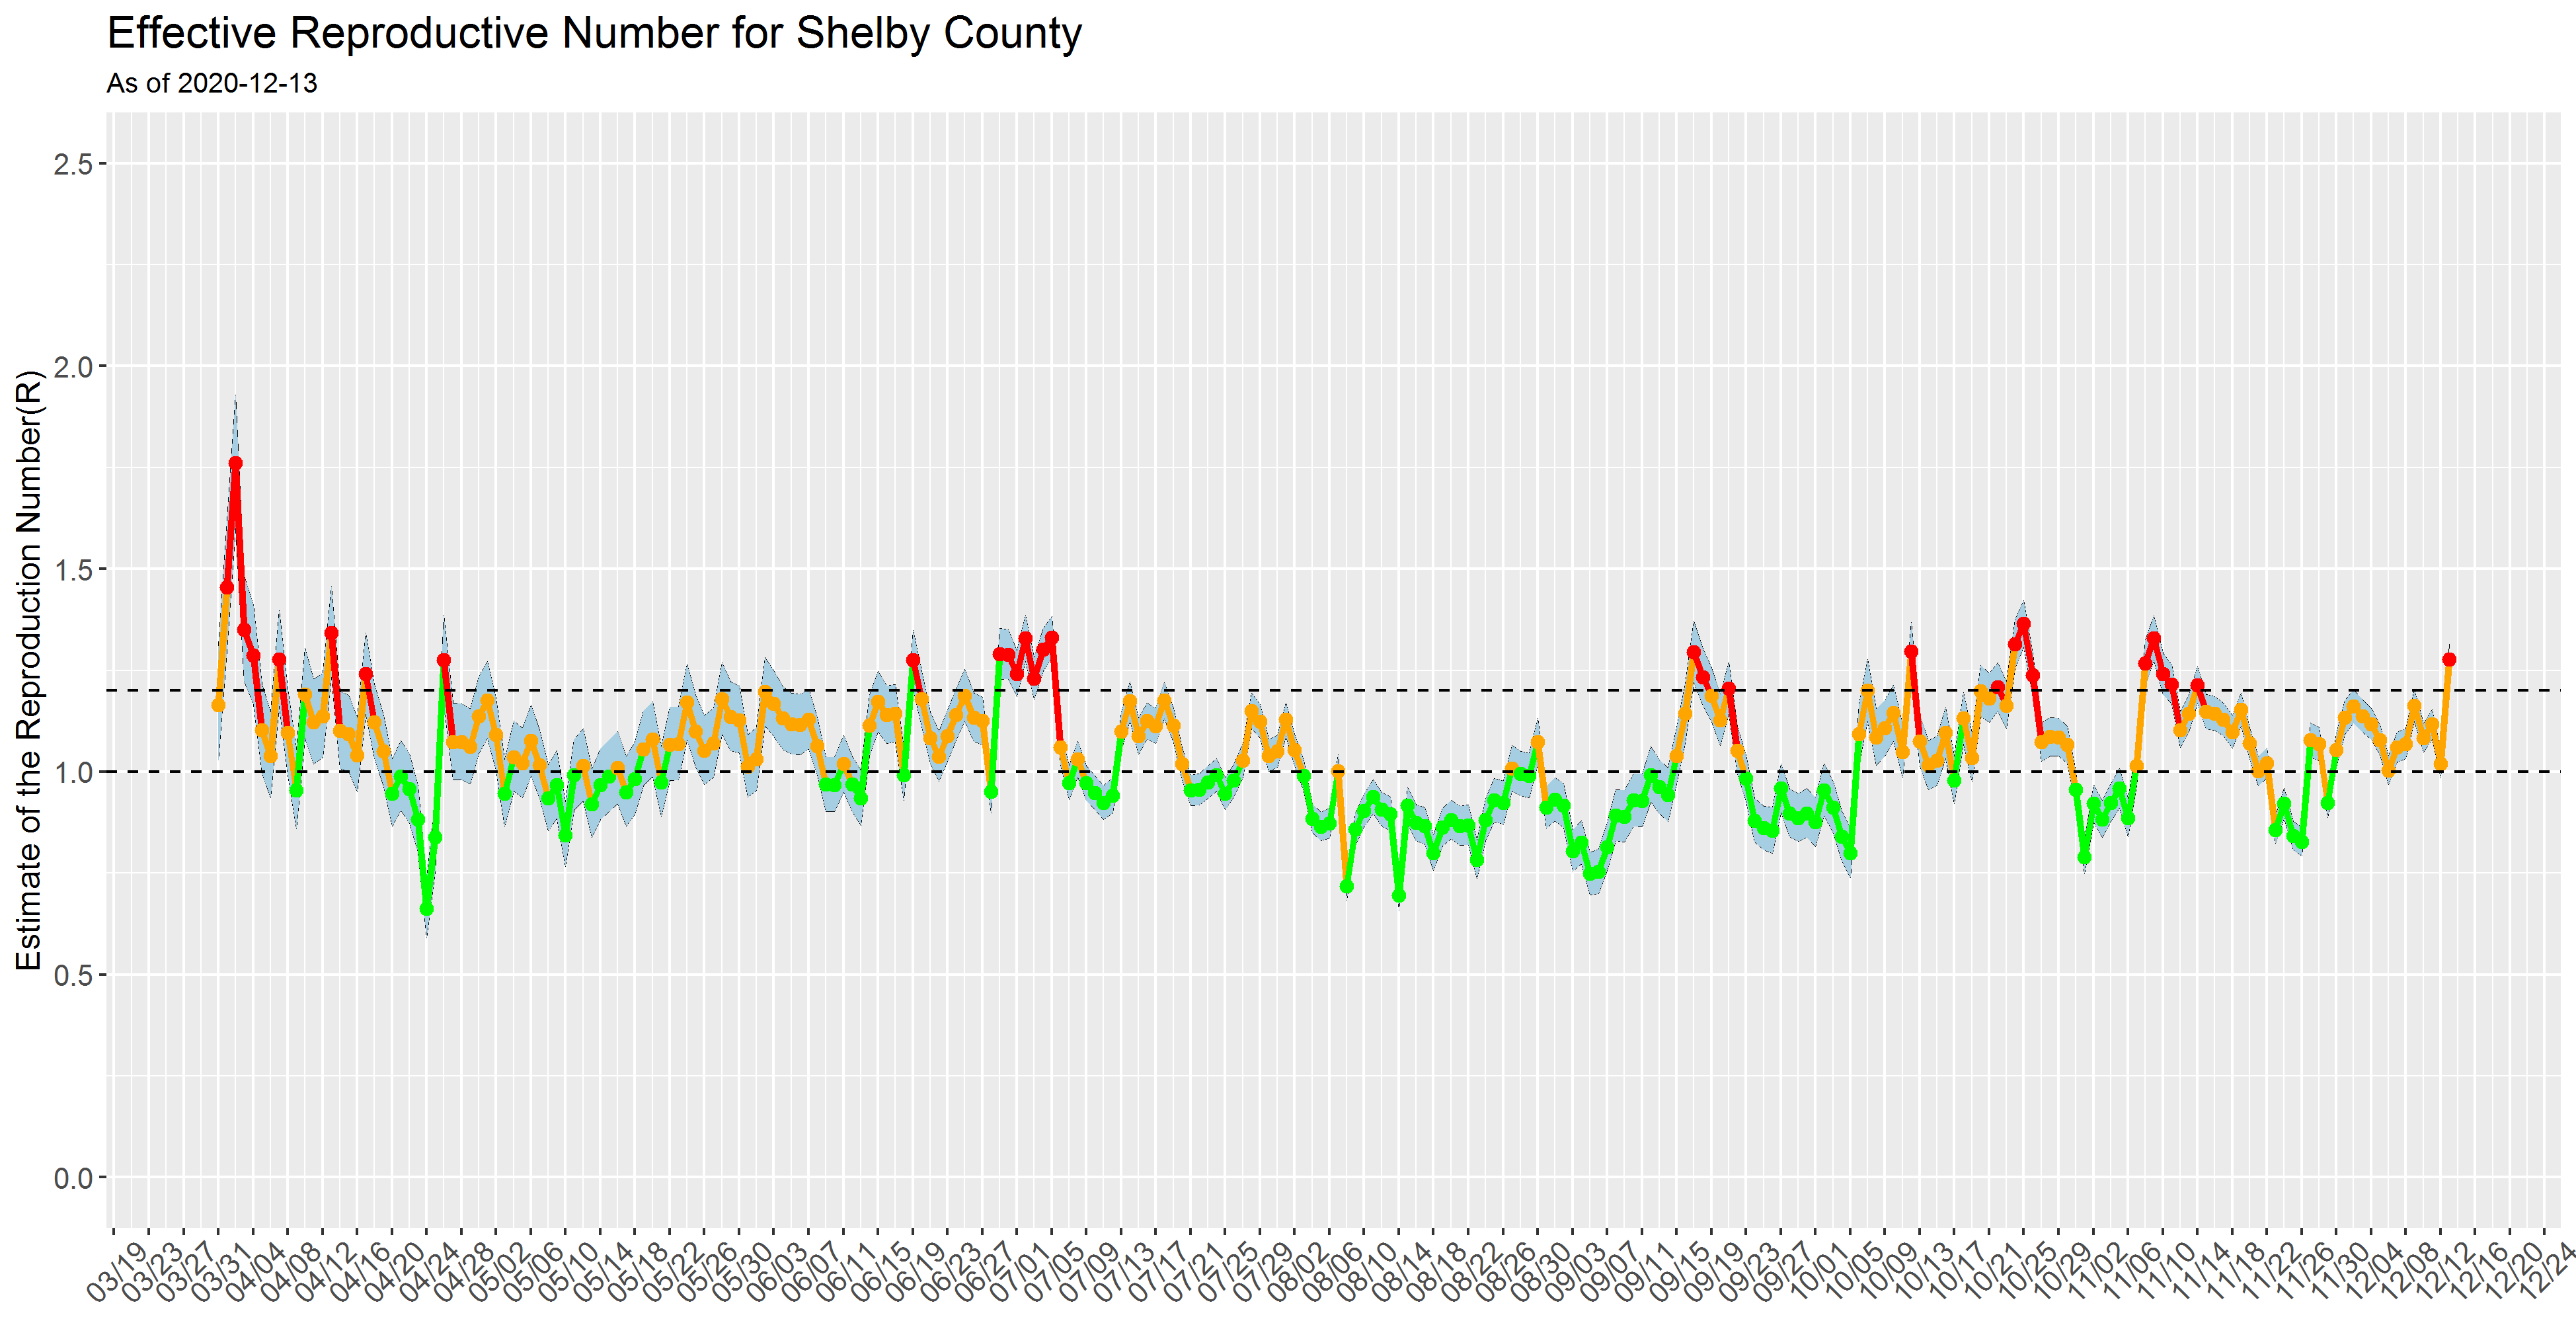 Effective Reproductive Number for Shelby County
As of 2020-12-13
Estimate of the Reproduction Number(R)
2.5
2.0
1.5
1.0
0.5
0.0
03/19 03/23 03/27 03/31 04/04 04/08 04/12 04/16 04/20 04/24 04/28 05/02 05/06 05/10 05/14 05/18 05/22 05/26 05/30 06/03 06/07 06/11 06/15 06/19 06/23 06/27 07/01 07/05 07/09 07/13 07/17 07/21 07/25 07/29 08/02 08/06 08/10 08/14 08/18 08/22 08/26 08/30 09/03 09/07 09/11 09/15 09/19 09/23 09/27 10/01 10/05 10/09 10/13 10/17 10/21 10/25 10/29 11/02 11/06 11/10 11/14 11/18 11/22 11/26 11/30 12/04 12/08 12/12 12/16 12/20 12/24